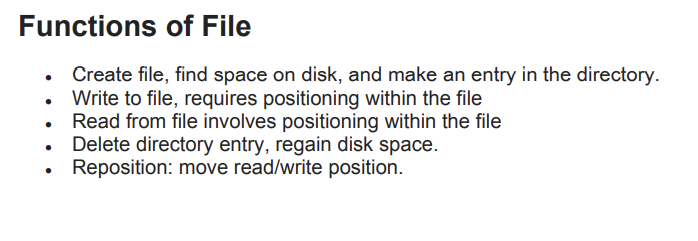 Functions of File
• Create file, find space on disk, and make an entry in the directory.
• Write to file, requires positioning within the file
• Read from file involves positioning within the file
• Delete directory entry, regain disk space.
• Reposition: move read/write position.